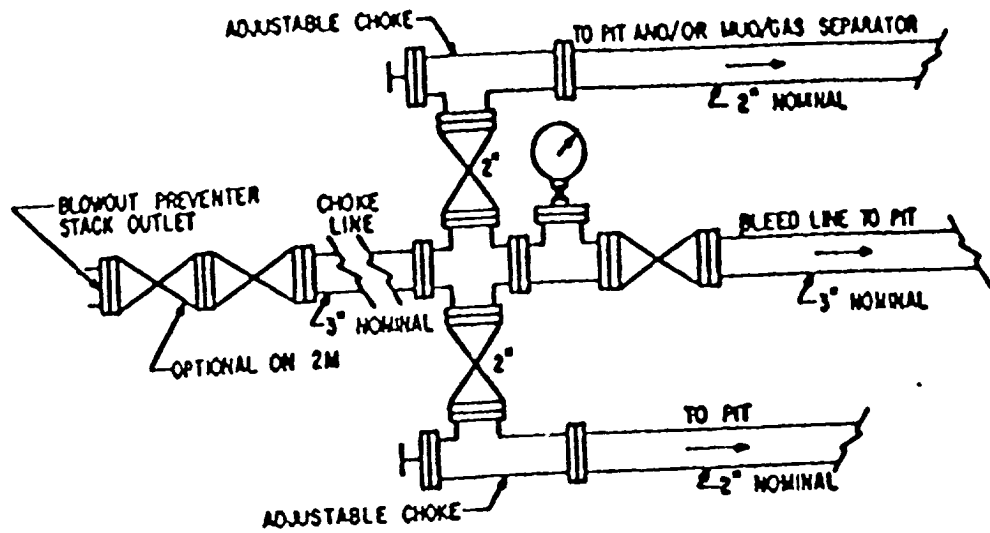 ADJUSTABLE CHOKE
TO PIT AND/OR MUD/GAS SEPARATOR
2" NOMINAL
2"
BLOWOUT PREVENTER
STACK OUTLET
CHOKE
LINE
BLEED LINE TO PIT
3" NOMINAL
3" NOMINAL
OPTIONAL ON 2M
2"
TO PIT
2" NOMINAL
ADJUSTABLE CHOKE